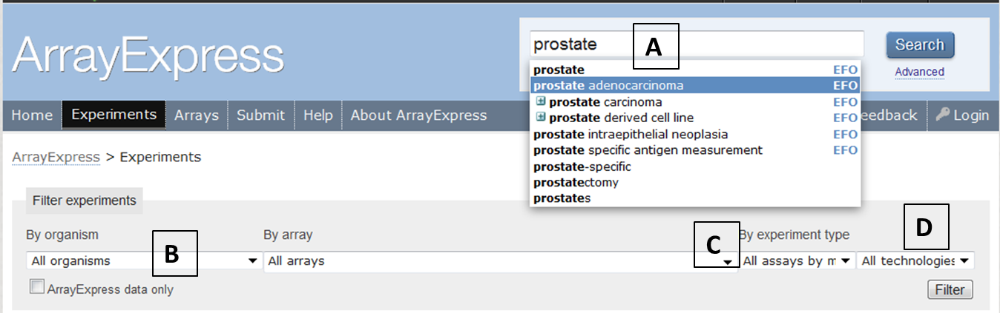 ArrayExpress
prostate
A
Search
Advanced
prostate EFO
prostate adenocarcinoma EFO
prostate carcinoma EFO
prostate derived cell line EFO
prostate intraepithelial neoplasia EFO
prostate specific antigen measurement EFO
prostate-specific
prostatectomy
prostates
Home Experiments Arrays Submit Help About ArrayExpress eedback Login
ArrayExpress > Experiments
Filter experiments
By organism By array By experiment type
B C D
All organisms All arrays All assays by m All technologies
ArrayExpress data only Filter